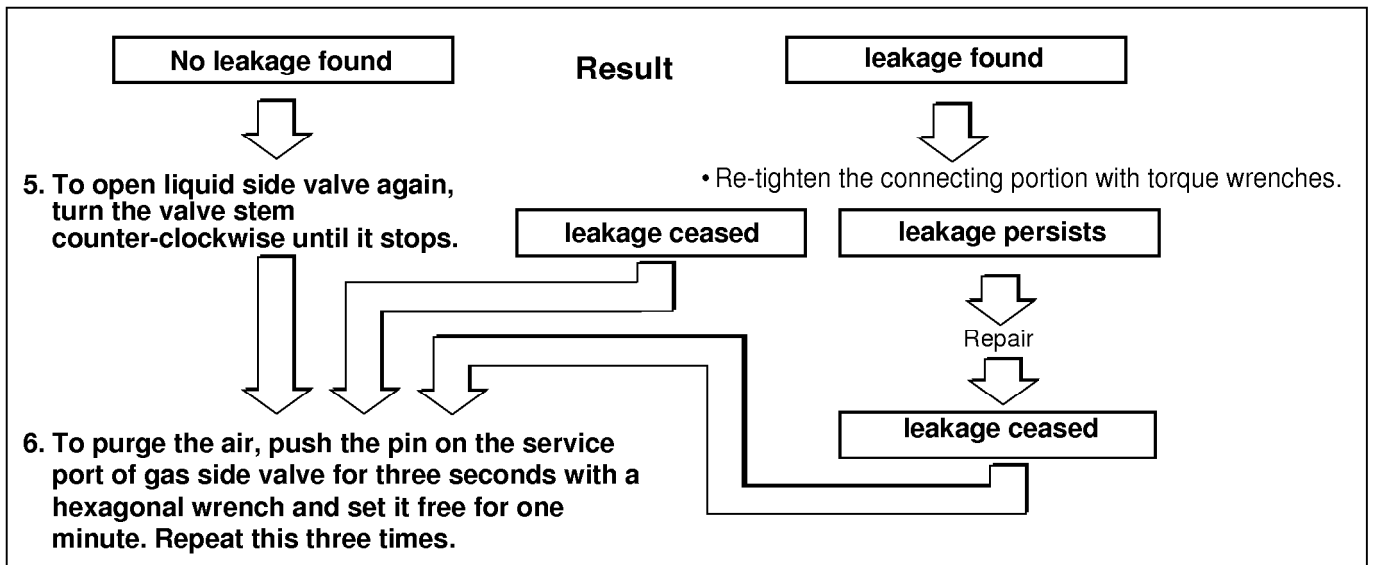 No leakage found
Result
leakage found
5. To open liquid side valve again,
turn the valve stem
counter-clockwise until it stops.
• Re-tighten the connecting portion with torque wrenches.
leakage ceased
leakage persists
Repair
leakage ceased
6. To purge the air, push the pin on the service
port of gas side valve for three seconds with a
hexagonal wrench and set it free for one
minute. Repeat this three times.